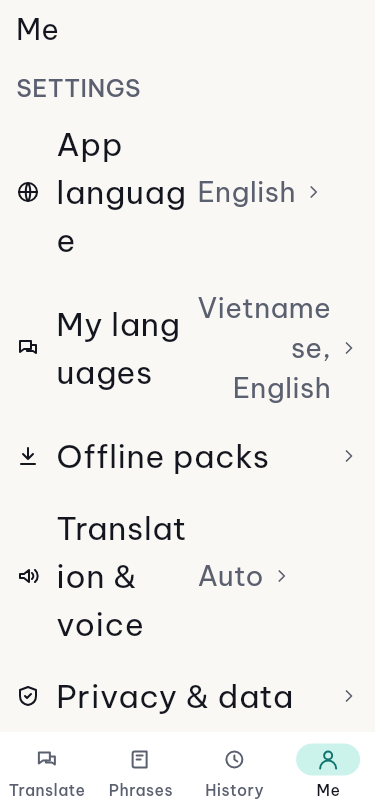 Me
SETTINGS
App
languag
e
English
My lang
uages
Vietname
se,
English
Offline packs
Translat
ion &
voice
Auto
Privacy & data
Translate
Phrases
History
Me